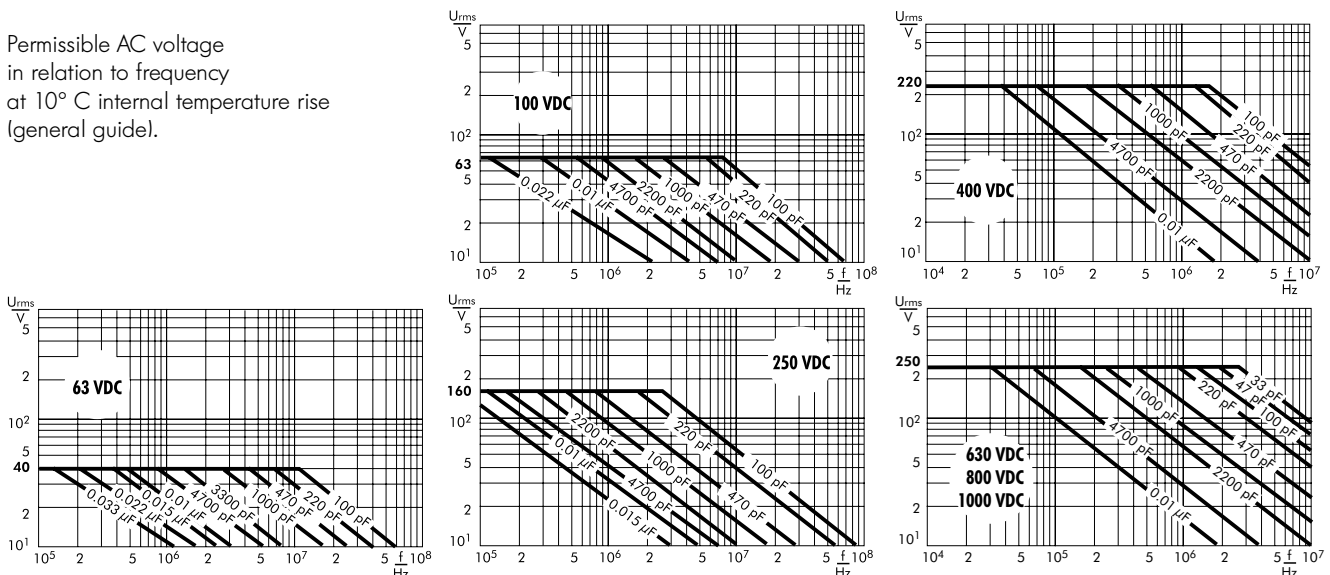 Permissible AC voltage
in relation to frequency
at 10° C internal temperature rise
(general guide).
Urms
V
5
2
100 VDC
10²
63
5
2
10¹
0.022 µF
0.01 µF
4700 pF
2200 pF
1000 pF
470 pF
220 pF
100 pF
10⁵ 2 5 10⁶ 2 5 10⁷ 2 5 f 10⁸
Hz
Urms
V
5
220
2
10²
5
400 VDC
2
10¹
100 pF
220 pF
470 pF
1000 pF
2200 pF
4700 pF
0.01 µF
10⁴ 2 5 10⁵ 2 5 10⁶ 2 5 f 10⁷
Hz
Urms
V
5
2
63 VDC
10²
5
40
2
10¹
0.033 µF
0.022 µF
0.015 µF
0.01 µF
4700 pF
3300 pF
1000 pF
470 pF
220 pF
100 pF
10⁵ 2 5 10⁶ 2 5 10⁷ 2 5 f 10⁸
Hz
Urms
V
5
250 VDC
2
160
10²
5
2
10¹
2200 pF
0.01 µF
1000 pF
4700 pF
0.015 µF
220 pF
470 pF
100 pF
10⁵ 2 5 10⁶ 2 5 10⁷ 2 5 f 10⁸
Hz
Urms
V
5
250
2
10²
5
2
10¹
630 VDC
800 VDC
1000 VDC
33 pF
47 pF
100 pF
220 pF
470 pF
1000 pF
2200 pF
4700 pF
0.01 µF
10⁴ 2 5 10⁵ 2 5 10⁶ 2 5 f 10⁷
Hz